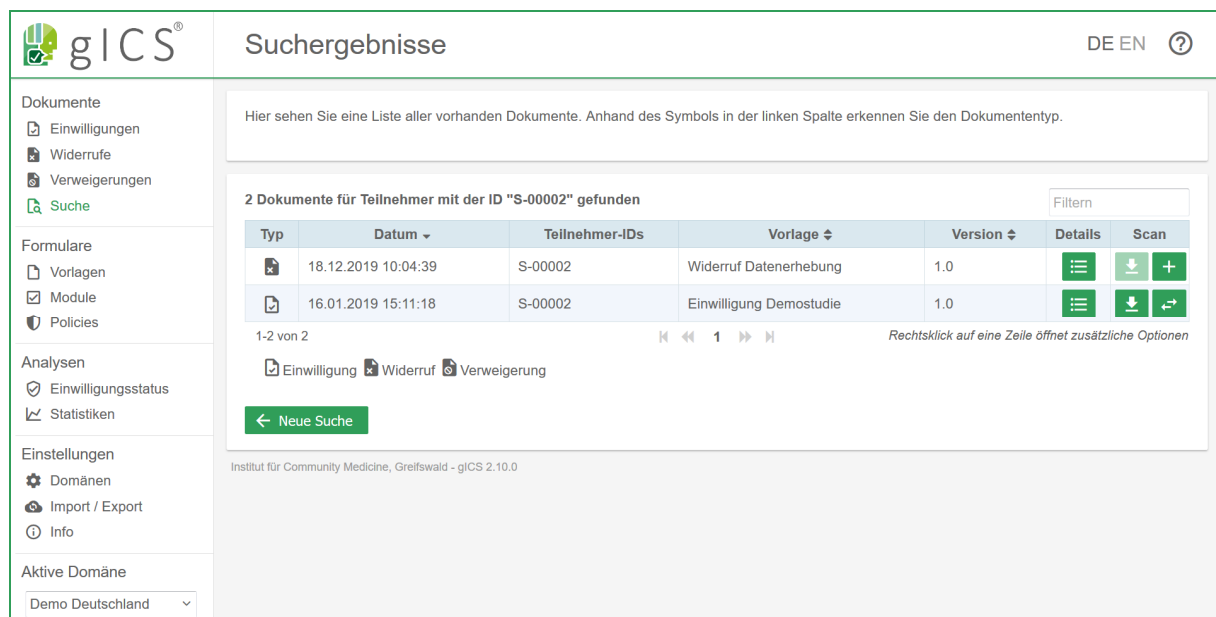 gICS®
Suchergebnisse
DE EN
Dokumente
Einwilligungen
Widerrufe
Verweigerungen
Suche
Formulare
Vorlagen
Module
Policies
Analysen
Einwilligungsstatus
Statistiken
Einstellungen
Domänen
Import / Export
Info
Aktive Domäne
Demo Deutschland
Hier sehen Sie eine Liste aller vorhanden Dokumente. Anhand des Symbols in der linken Spalte erkennen Sie den Dokumententyp.
2 Dokumente für Teilnehmer mit der ID "S-00002" gefunden
Filtern
Typ Datum Teilnehmer-IDs Vorlage Version Details Scan
18.12.2019 10:04:39 S-00002 Widerruf Datenerhebung 1.0
16.01.2019 15:11:18 S-00002 Einwilligung Demostudie 1.0
1-2 von 2 1 Rechtsklick auf eine Zeile öffnet zusätzliche Optionen
Einwilligung Widerruf Verweigerung
Neue Suche
Institut für Community Medicine, Greifswald - gICS 2.10.0